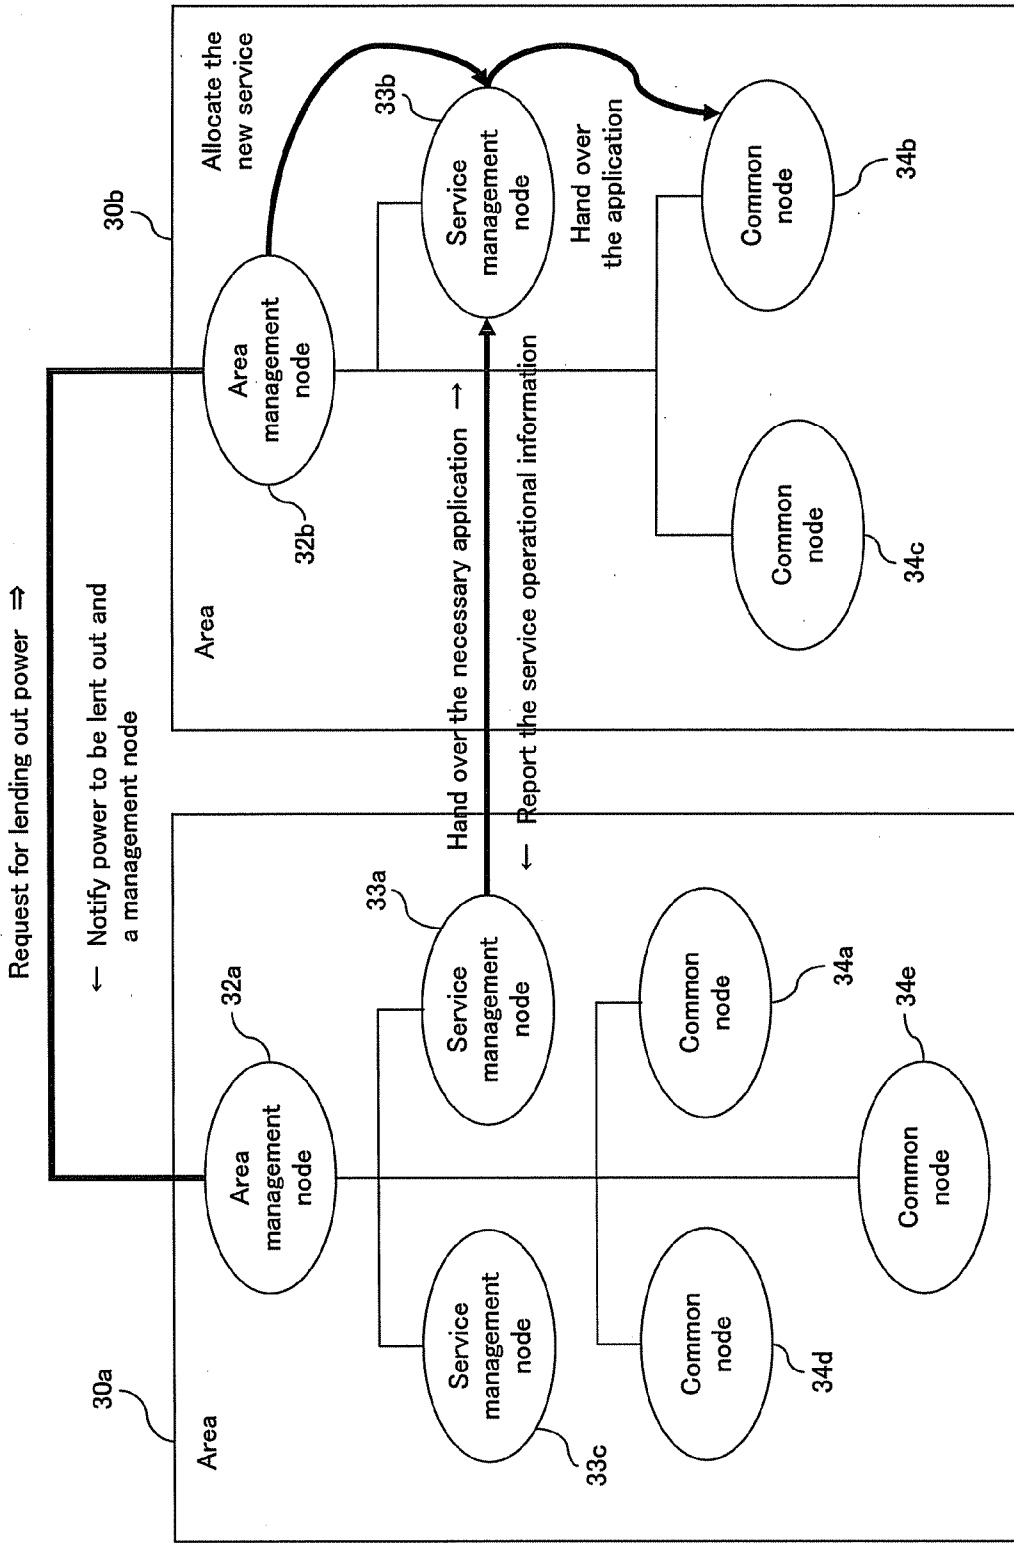 Request for lending out power ⇒
← Notify power to be lent out and
a management node
30a
Area
32a
Area
management
node
33c
Service
management
node
33a
Service
management
node
34d
Common
node
34a
Common
node
34e
Common
node
Hand over the necessary application →
← Report the service operational information
30b
Area
32b
Area
management
node
Allocate the
new service
33b
Service
management
node
Hand over
the application
34c
Common
node
34b
Common
node